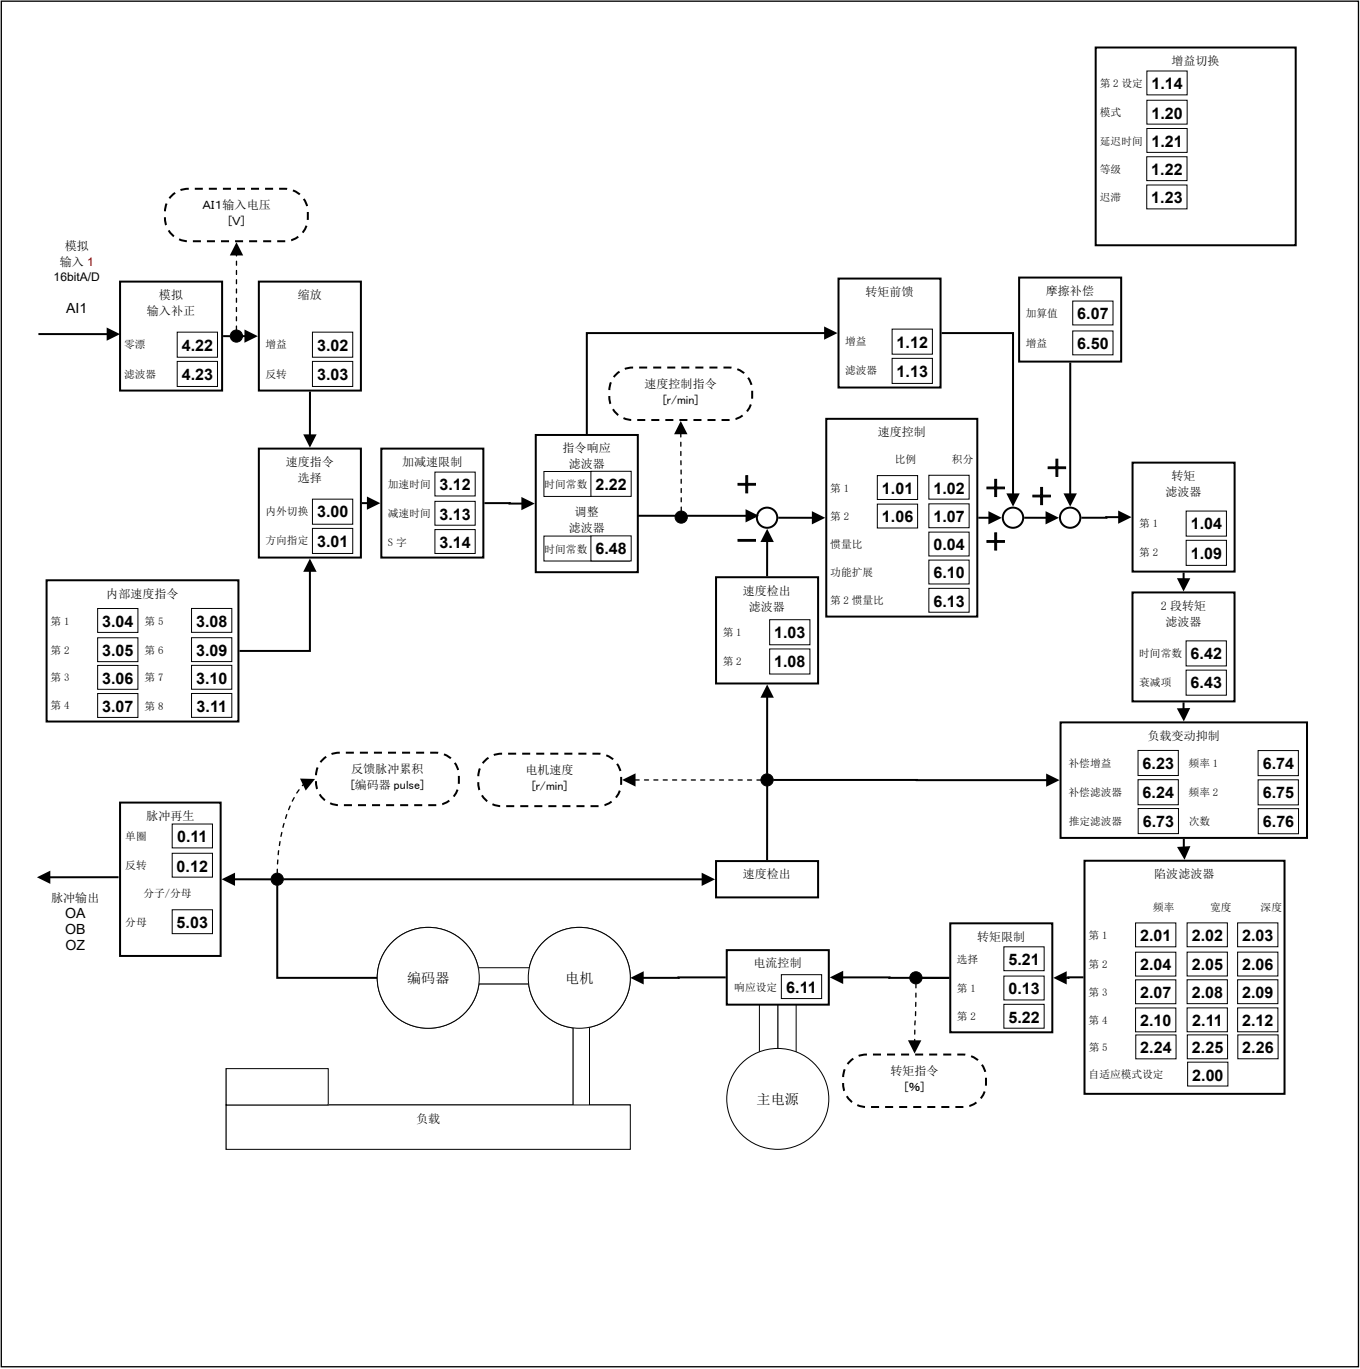 增益切换
第 2 设定 1.14
模式 1.20
延迟时间 1.21
等级 1.22
迟滞 1.23
AI1输入电压
[V]
模拟
输入 1
16bitA/D
AI1
模拟
输入补正
零漂 4.22
滤波器 4.23
缩放
增益 3.02
反转 3.03
转矩前馈
增益 1.12
滤波器 1.13
摩擦补偿
加算值 6.07
增益 6.50
速度控制指令
[r/min]
速度指令
选择
内外切换 3.00
方向指定 3.01
加减速限制
加速时间 3.12
减速时间 3.13
S 字 3.14
指令响应
滤波器
时间常数 2.22
调整
滤波器
时间常数 6.48
+
−
速度控制
比例 积分
第 1 1.01 1.02
第 2 1.06 1.07
惯量比 0.04
功能扩展 6.10
第 2 惯量比 6.13
+
+
+
+
转矩
滤波器
第 1 1.04
第 2 1.09
内部速度指令
第 1 3.04 第 5 3.08
第 2 3.05 第 6 3.09
第 3 3.06 第 7 3.10
第 4 3.07 第 8 3.11
速度检出
滤波器
第 1 1.03
第 2 1.08
2 段转矩
滤波器
时间常数 6.42
衰减项 6.43
负载变动抑制
补偿增益 6.23 频率 1 6.74
补偿滤波器 6.24 频率 2 6.75
推定滤波器 6.73 次数 6.76
反馈脉冲累积
[编码器 pulse]
电机速度
[r/min]
脉冲再生
单圈 0.11
反转 0.12
分子/分母
分母 5.03
脉冲输出
OA
OB
OZ
速度检出
陷波滤波器
频率 宽度 深度
第 1 2.01 2.02 2.03
第 2 2.04 2.05 2.06
第 3 2.07 2.08 2.09
第 4 2.10 2.11 2.12
第 5 2.24 2.25 2.26
自适应模式设定 2.00
转矩限制
选择 5.21
第 1 0.13
第 2 5.22
电流控制
响应设定 6.11
编码器
电机
转矩指令
[%]
主电源
负载